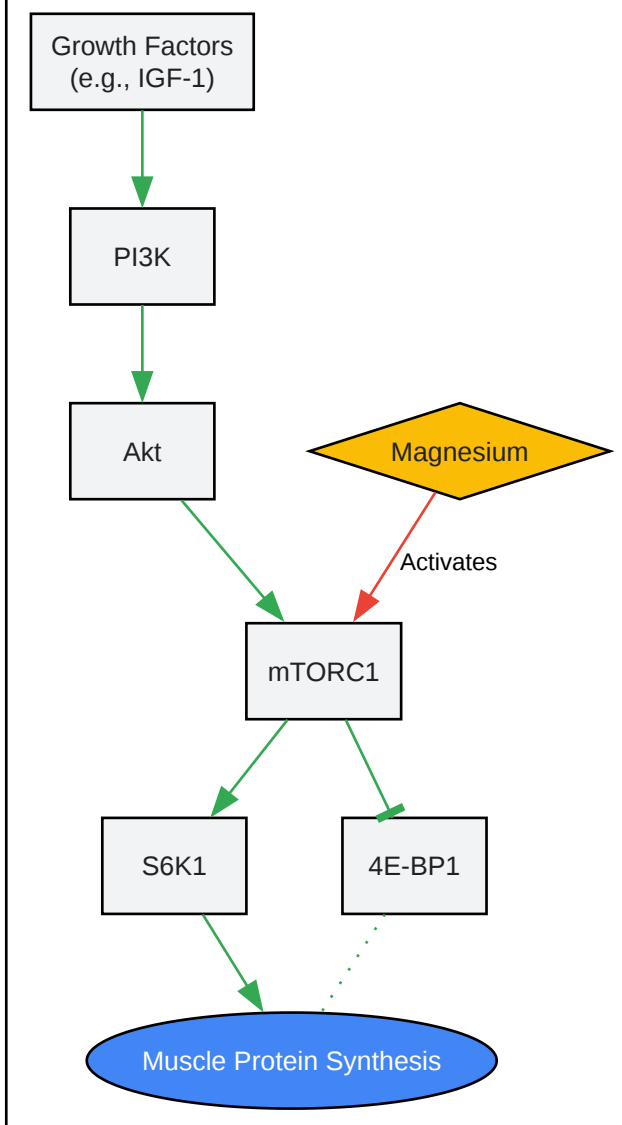 Growth Factors
(e.g., IGF-1)
PI3K
Akt
Magnesium
Activates
mTORC1
S6K1
4E-BP1
Muscle Protein Synthesis